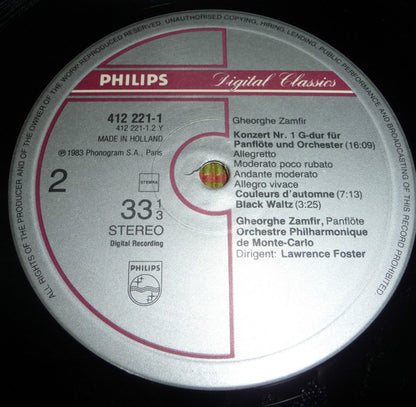 ALL RIGHTS OF THE PRODUCER AND OF THE OWNER OF THE WORK REPRODUCED RESERVED. UNAUTHORISED COPYING, HIRING, LENDING, PUBLIC PERFORMANCE AND BROADCASTING OF THIS RECORD PROHIBITED.
PHILIPS
Digital Classics
412 221-1
412 221-1.2 Y
MADE IN HOLLAND
℗ 1983 Phonogram S.A., Paris
2
STEMRA
33 1/3
STEREO
Digital Recording
PHILIPS
Gheorghe Zamfir
Konzert Nr. 1 G-dur für
Panflöte und Orchester (16:09)
Allegretto
Moderato poco rubato
Andante moderato
Allegro vivace
Couleurs d'automne (7:13)
Black Waltz (3:25)
Gheorghe Zamfir, Panflöte
Orchestre Philharmonique
de Monte-Carlo
Dirigent: Lawrence Foster